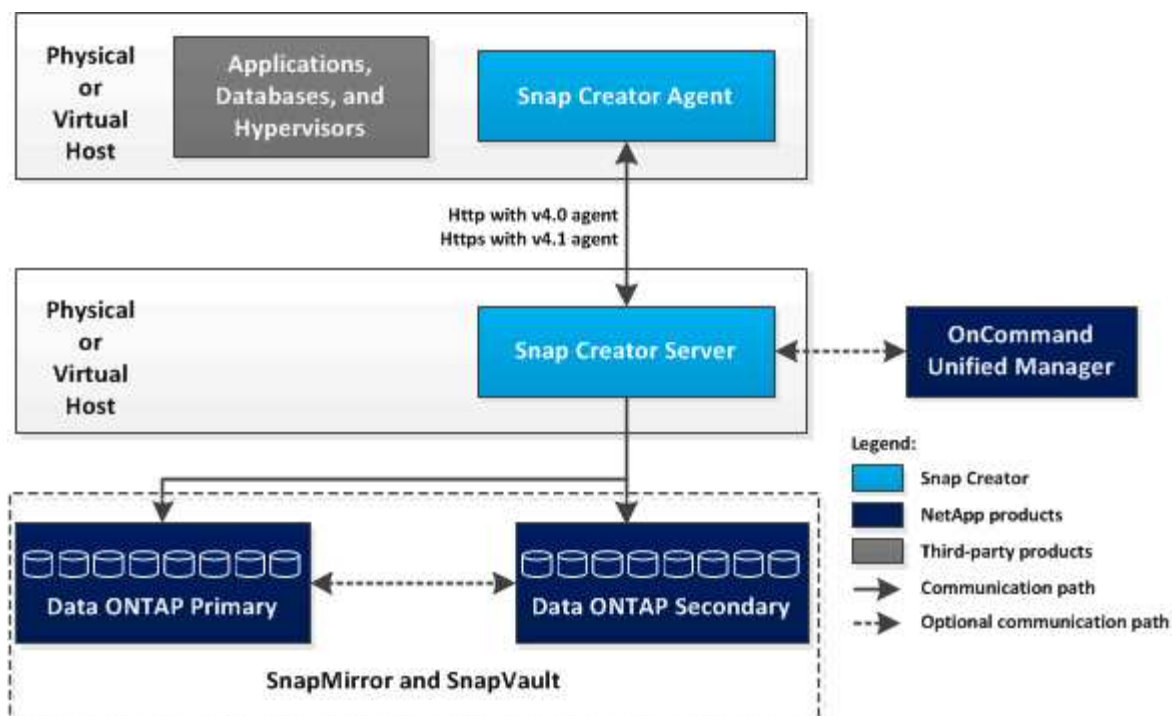 Physical
or
Virtual
Host
Applications,
Databases, and
Hypervisors
Snap Creator Agent
Http with v4.0 agent
Https with v4.1 agent
Physical
or
Virtual
Host
Snap Creator Server
OnCommand
Unified Manager
Legend:
Snap Creator
NetApp products
Third-party products
Communication path
Optional communication path
Data ONTAP Primary
Data ONTAP Secondary
SnapMirror and SnapVault